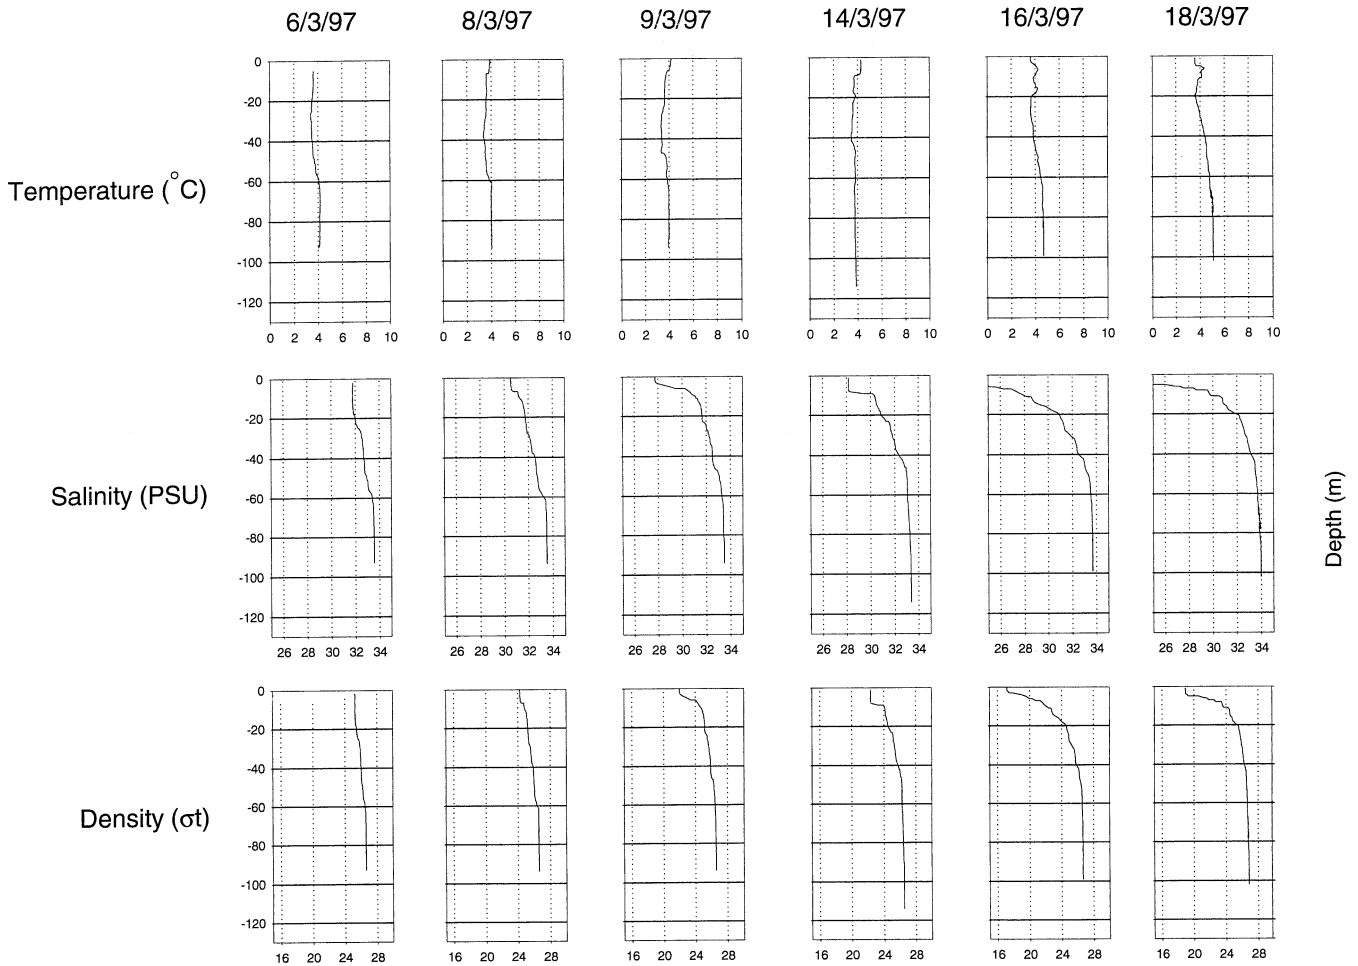 6/3/97 8/3/97 9/3/97 14/3/97 16/3/97 18/3/97
0
-20
-40
-60
-80
-100
-120
Temperature (°C)
0 2 4 6 8 10 0 2 4 6 8 10 0 2 4 6 8 10 0 2 4 6 8 10 0 2 4 6 8 10 0 2 4 6 8 10
0
-20
-40
-60
-80
-100
-120
Salinity (PSU)
Depth (m)
26 28 30 32 34 26 28 30 32 34 26 28 30 32 34 26 28 30 32 34 26 28 30 32 34 26 28 30 32 34
0
-20
-40
-60
-80
-100
-120
Density (σt)
16 20 24 28 16 20 24 28 16 20 24 28 16 20 24 28 16 20 24 28 16 20 24 28